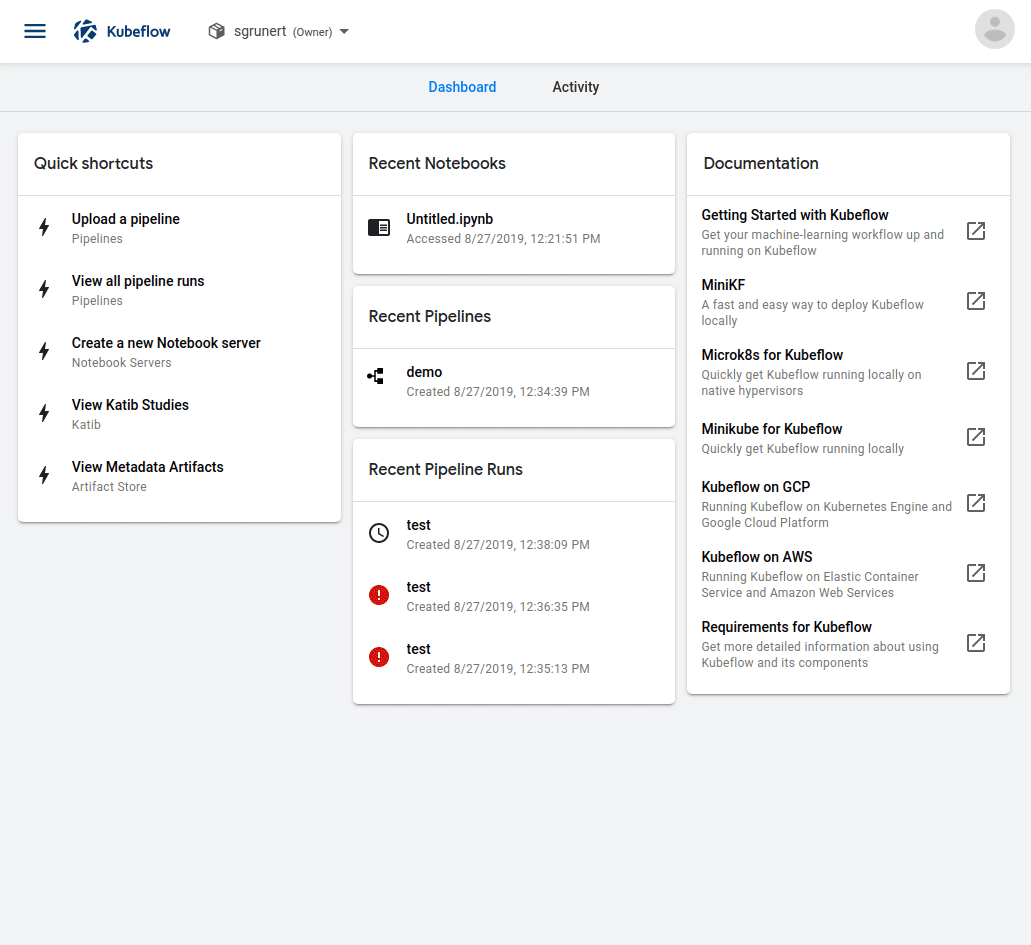 Kubeflow
sgrunert (Owner)
Dashboard
Activity
Quick shortcuts
Upload a pipeline
Pipelines
View all pipeline runs
Pipelines
Create a new Notebook server
Notebook Servers
View Katib Studies
Katib
View Metadata Artifacts
Artifact Store
Recent Notebooks
Untitled.ipynb
Accessed 8/27/2019, 12:21:51 PM
Recent Pipelines
demo
Created 8/27/2019, 12:34:39 PM
Recent Pipeline Runs
test
Created 8/27/2019, 12:38:09 PM
test
Created 8/27/2019, 12:36:35 PM
test
Created 8/27/2019, 12:35:13 PM
Documentation
Getting Started with Kubeflow
Get your machine-learning workflow up and
running on Kubeflow
MiniKF
A fast and easy way to deploy Kubeflow
locally
Microk8s for Kubeflow
Quickly get Kubeflow running locally on
native hypervisors
Minikube for Kubeflow
Quickly get Kubeflow running locally
Kubeflow on GCP
Running Kubeflow on Kubernetes Engine and
Google Cloud Platform
Kubeflow on AWS
Running Kubeflow on Elastic Container
Service and Amazon Web Services
Requirements for Kubeflow
Get more detailed information about using
Kubeflow and its components